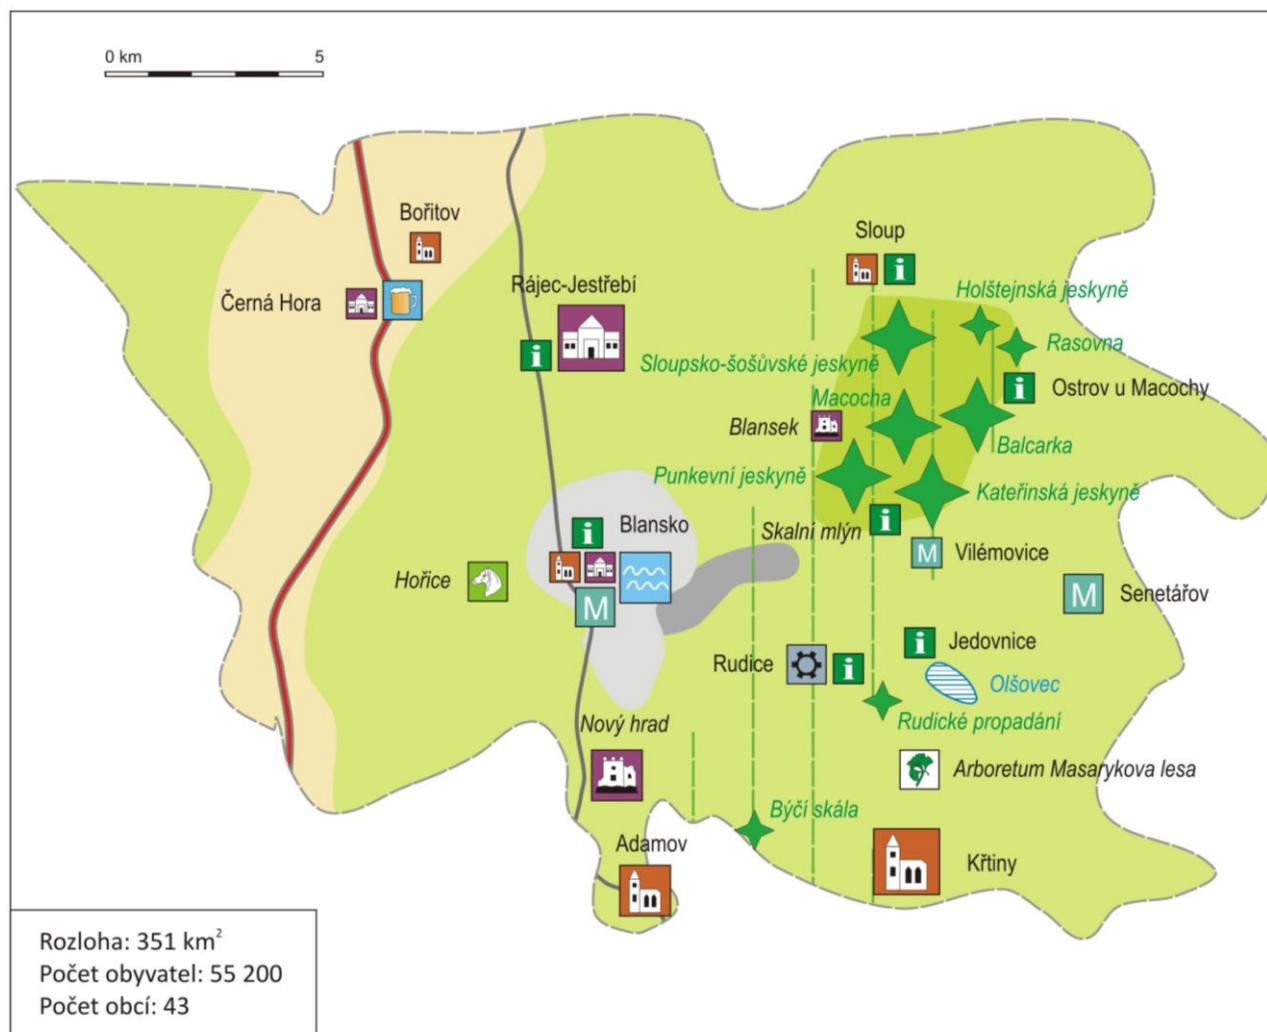 0 km 5
Bořitov
Sloup
Rájec-Jestřebí
Holštejnská jeskyně
Černá Hora
Rasovna
Sloupsko-šošůvské jeskyně
i
i
i
Ostrov u Macochy
Macocha
Blansek
Balcarka
Punkevní jeskyně
Kateřinská jeskyně
Blansko
i
Skalní mlýn
i
M
Vilémovice
Hořice
M
M
Senetářov
Jedovnice
i
Rudice
i
Olšovec
Rudické propadání
Nový hrad
Arboretum Masarykova lesa
Býčí skála
Adamov
Křtiny
Rozloha: 351 km²
Počet obyvatel: 55 200
Počet obcí: 43